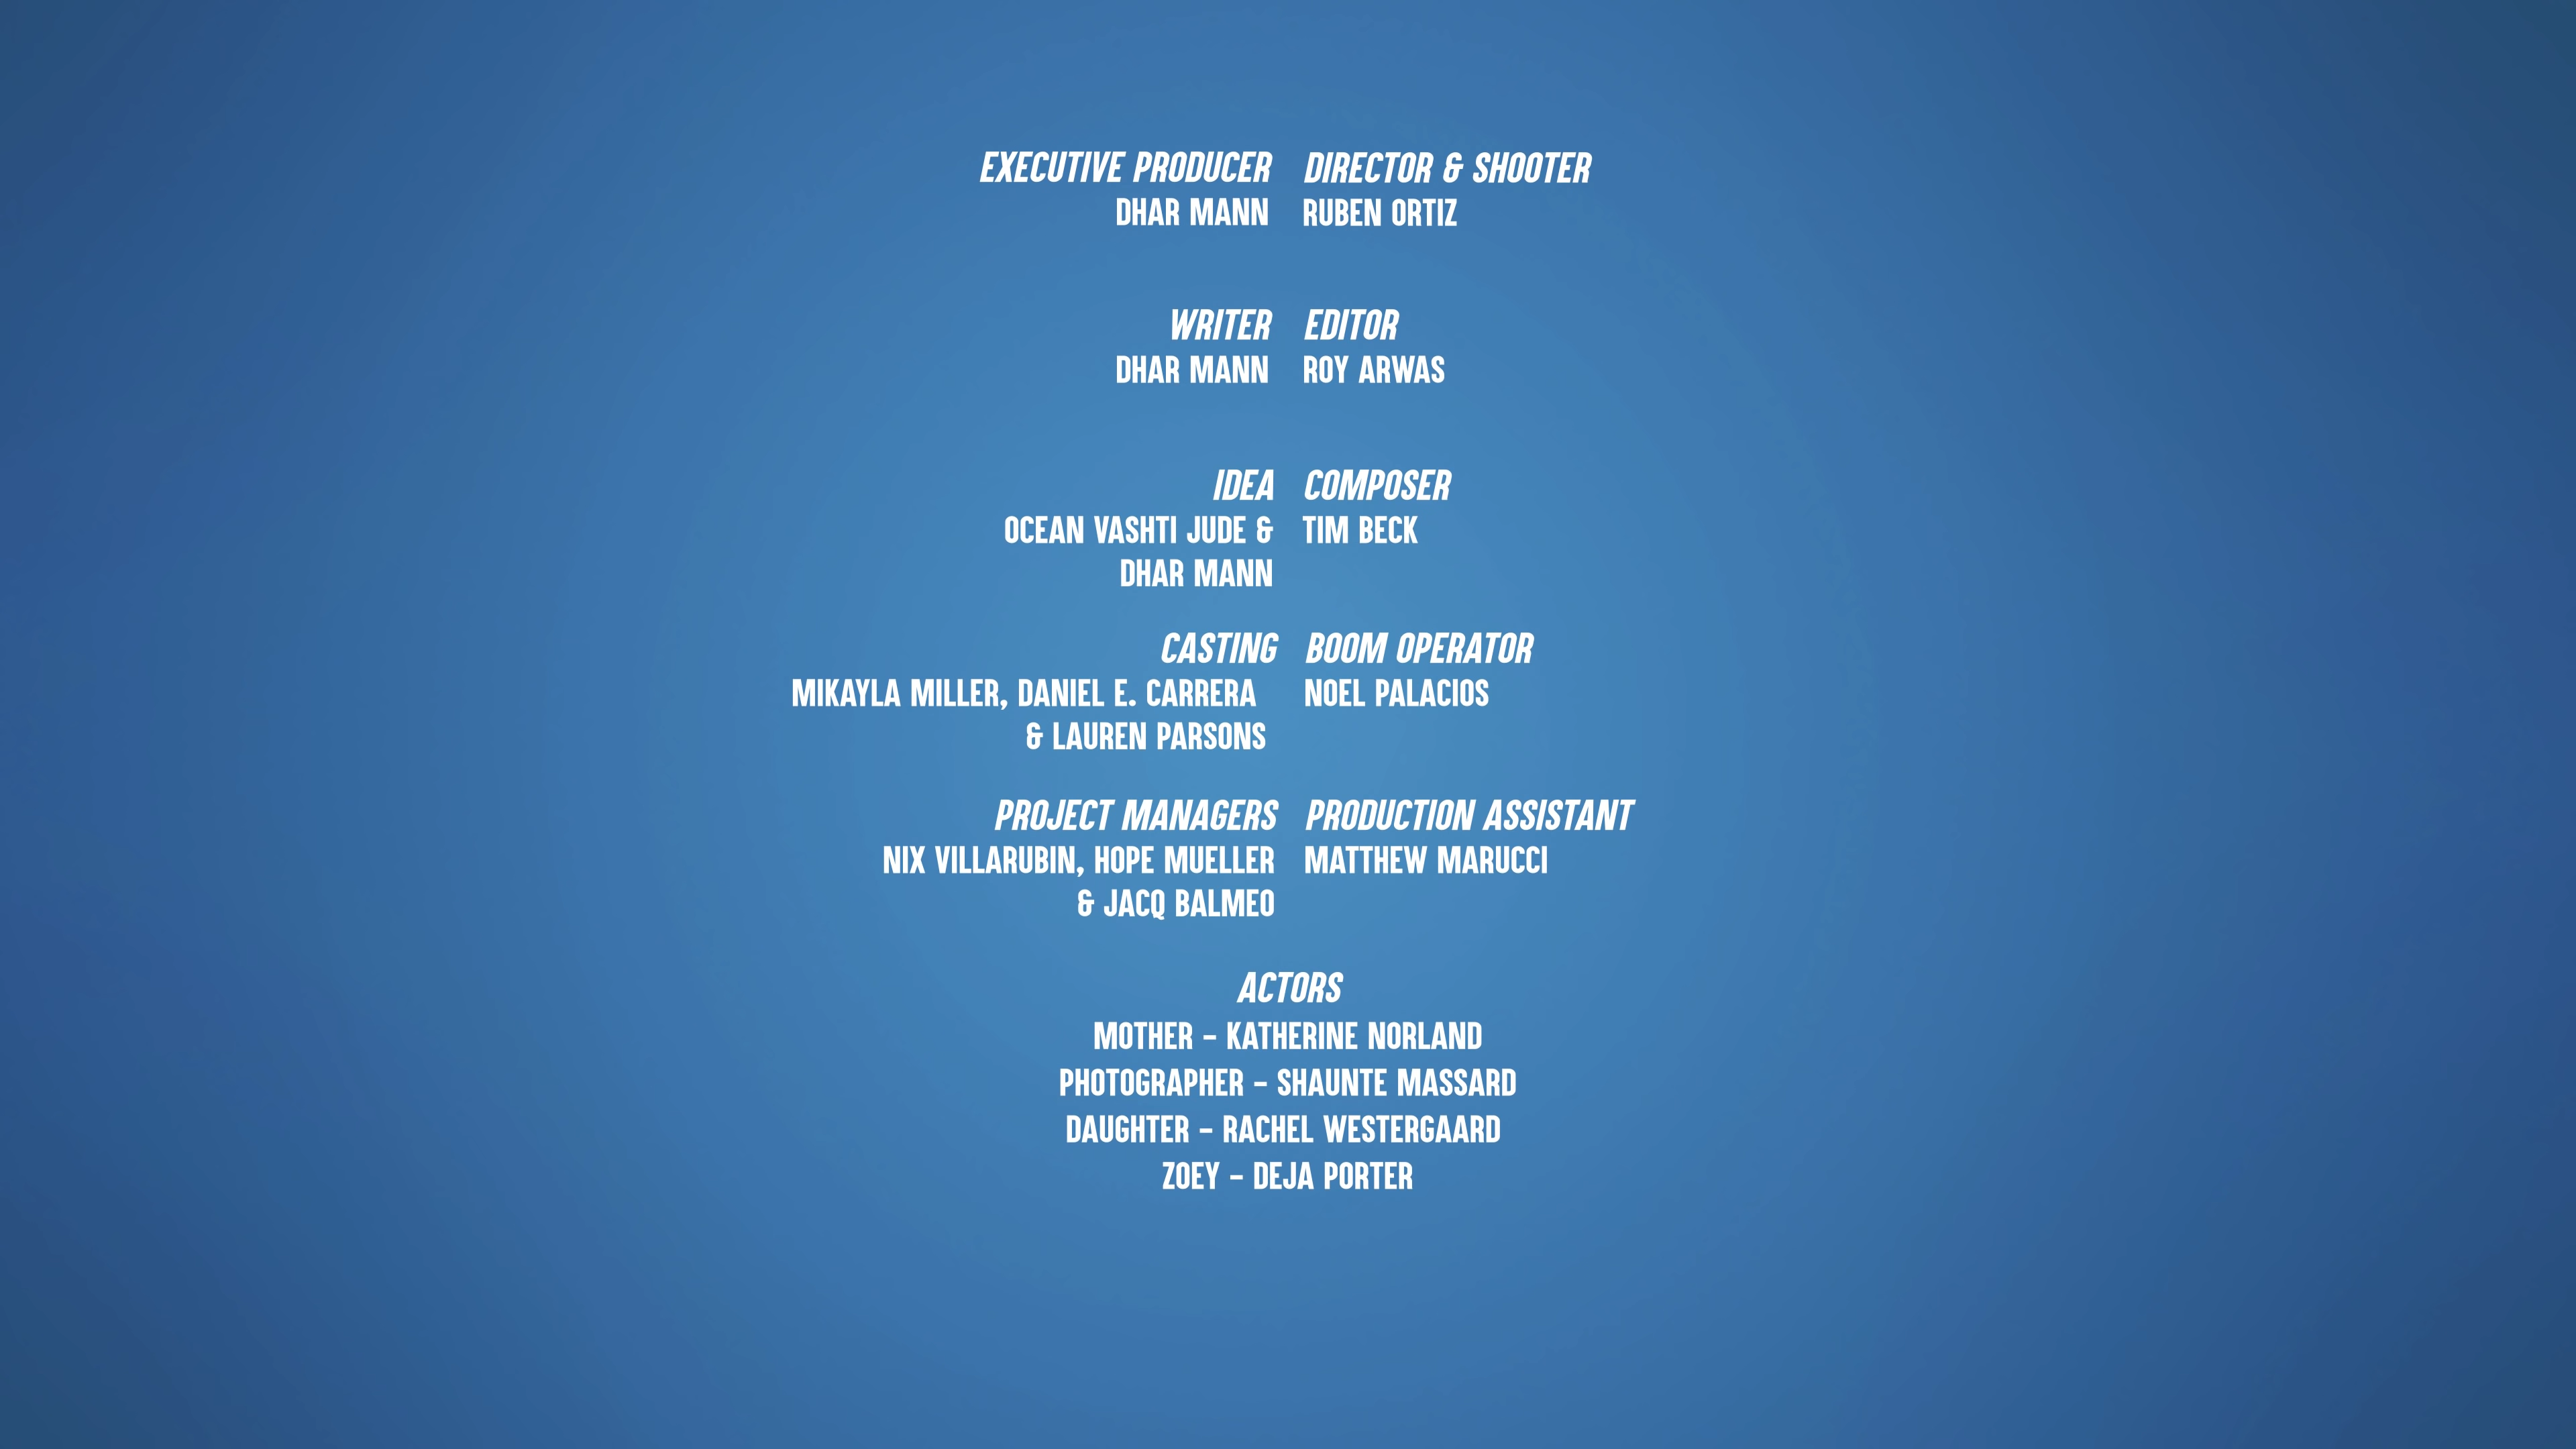 EXECUTIVE PRODUCER
DHAR MANN
DIRECTOR & SHOOTER
RUBEN ORTIZ
WRITER
DHAR MANN
EDITOR
ROY ARWAS
IDEA
OCEAN VASHTI JUDE &
DHAR MANN
COMPOSER
TIM BECK
CASTING
MIKAYLA MILLER, DANIEL E. CARRERA
& LAUREN PARSONS
BOOM OPERATOR
NOEL PALACIOS
PROJECT MANAGERS
NIX VILLARUBIN, HOPE MUELLER
& JACQ BALMEO
PRODUCTION ASSISTANT
MATTHEW MARUCCI
ACTORS
MOTHER – KATHERINE NORLAND
PHOTOGRAPHER – SHAUNTE MASSARD
DAUGHTER – RACHEL WESTERGAARD
ZOEY – DEJA PORTER